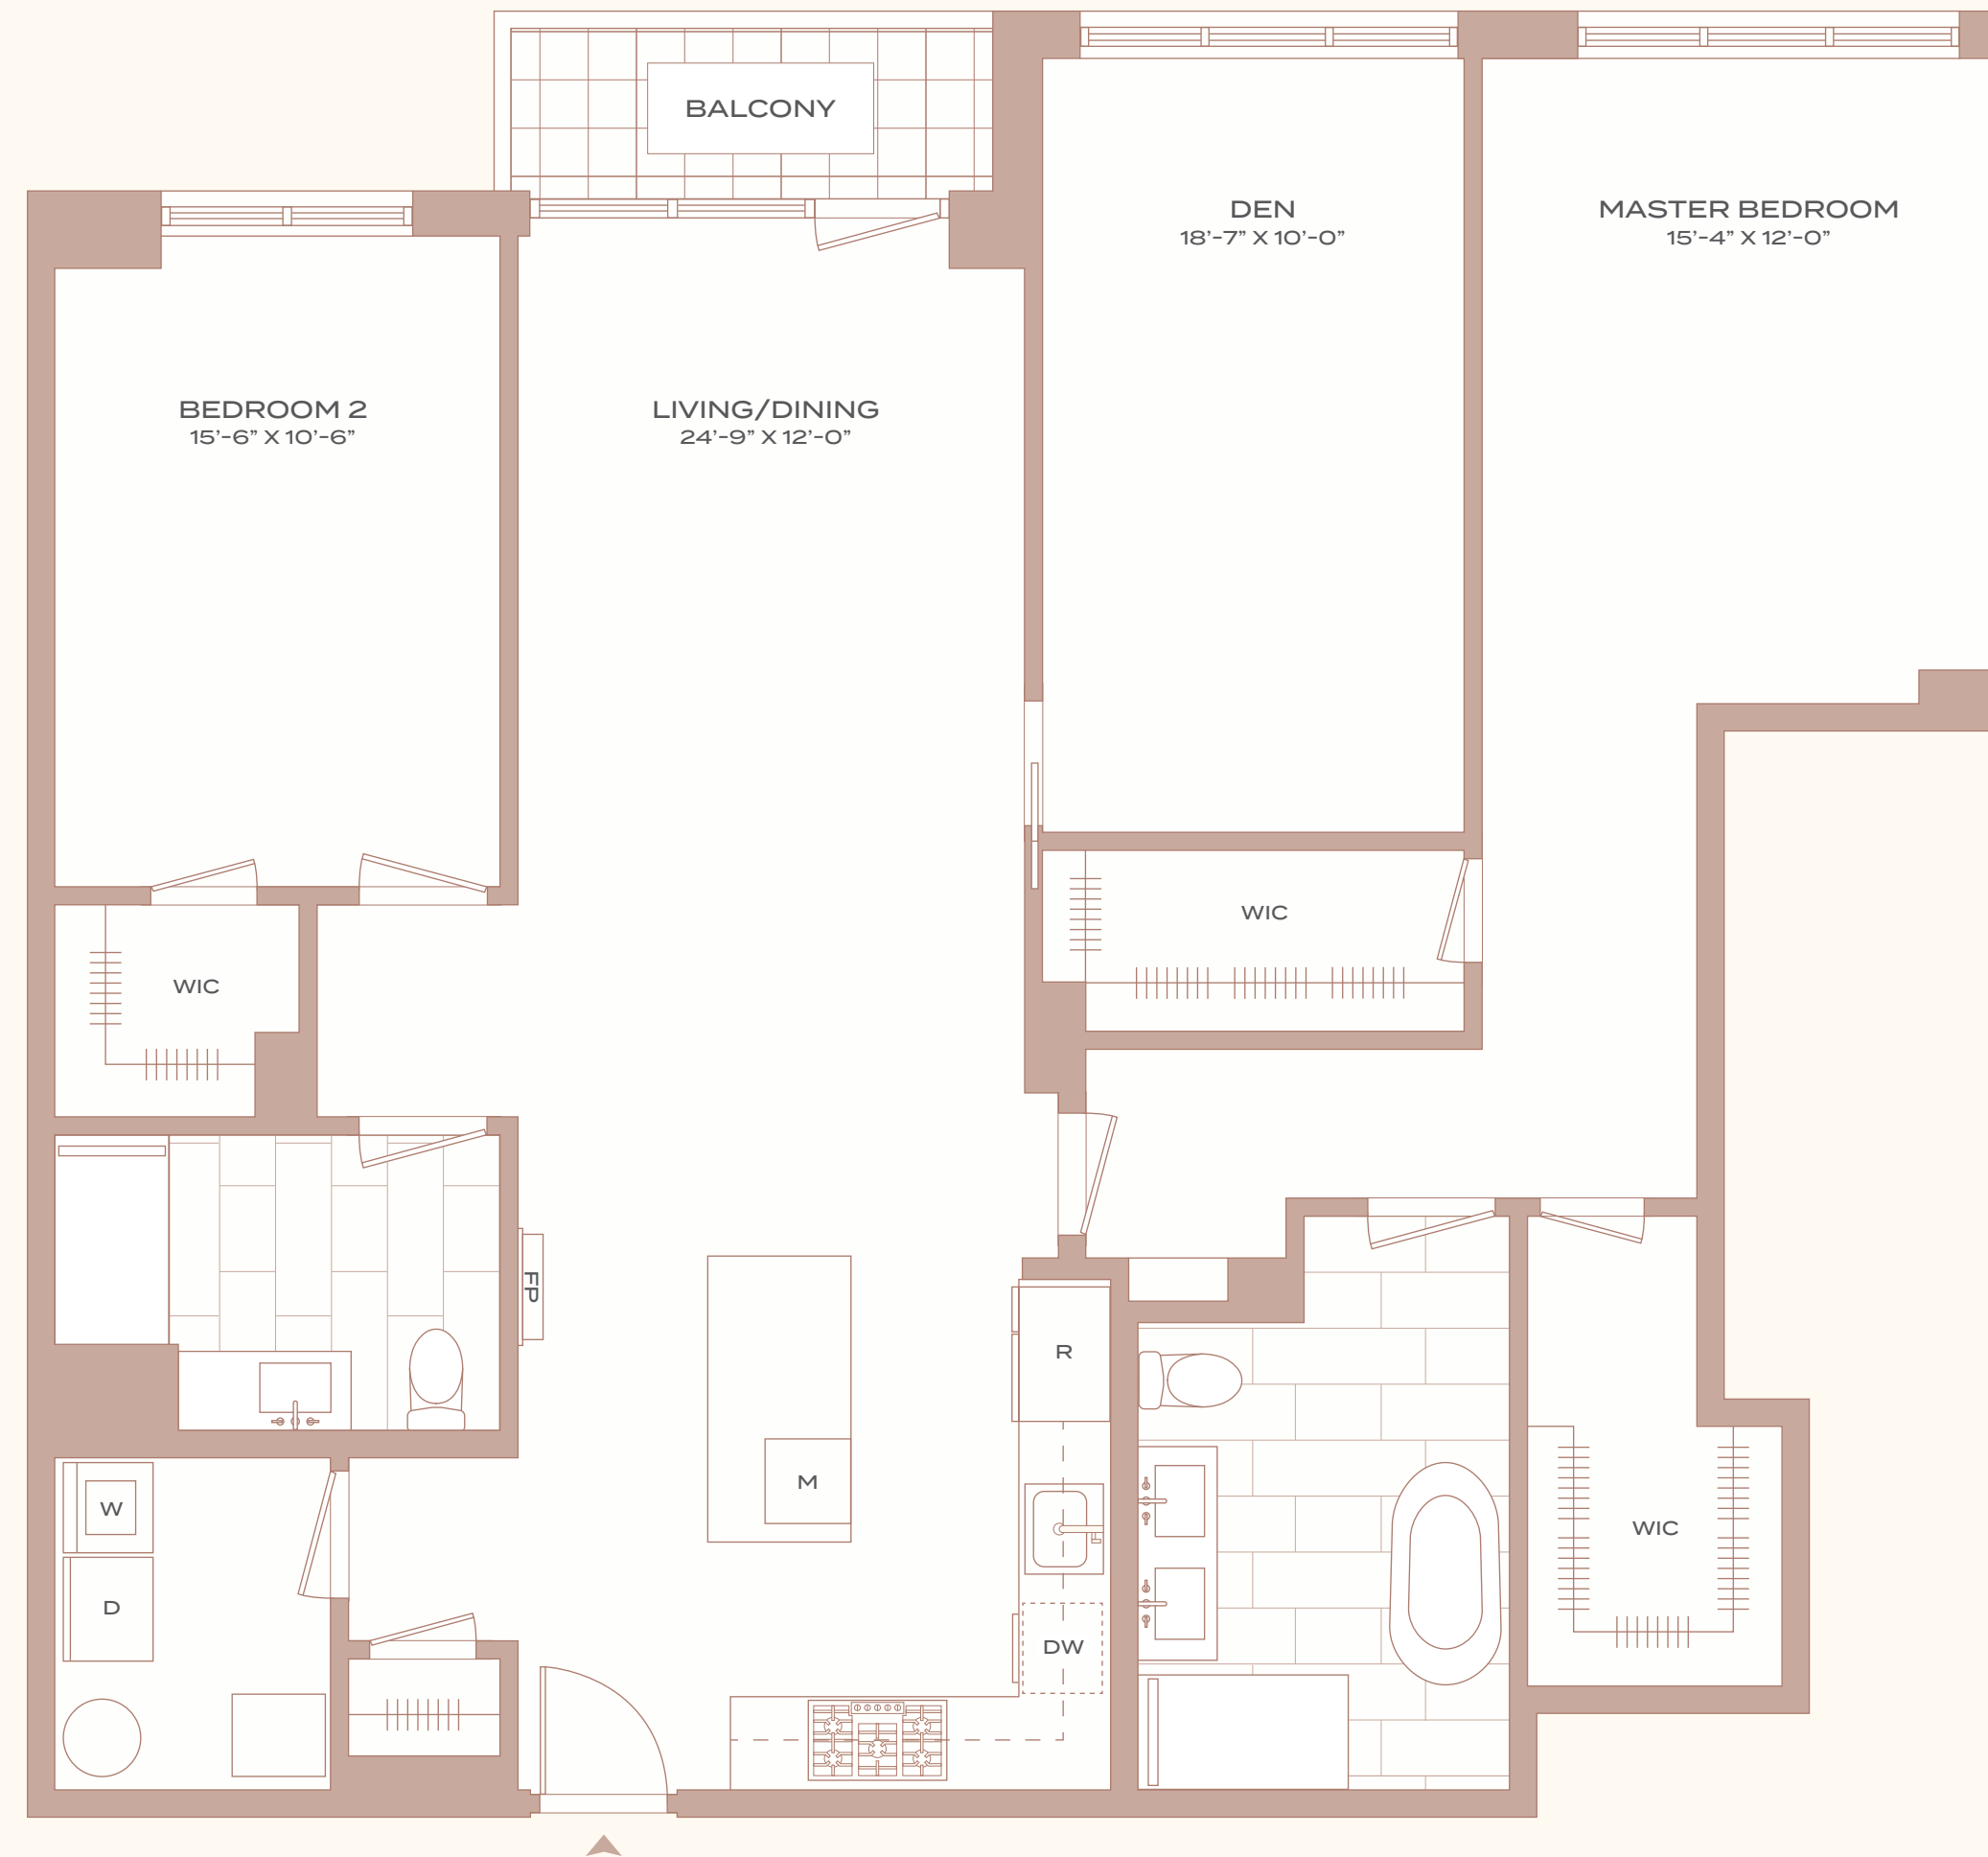 BALCONY
DEN
18’-7” X 10’-0”
MASTER BEDROOM
15’-4” X 12’-0”
BEDROOM 2
15’-6” X 10’-6”
LIVING/DINING
24’-9” X 12’-0”
WIC
WIC
FP
R
M
W
D
DW
WIC